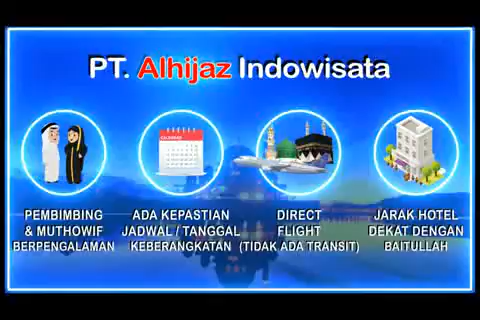 PT. Alhijaz Indowisata
CALENDAR
PEMBIMBING
& MUTHOWIF
BERPENGALAMAN
ADA KEPASTIAN
JADWAL / TANGGAL
KEBERANGKATAN
DIRECT
FLIGHT
(TIDAK ADA TRANSIT)
JARAK HOTEL
DEKAT DENGAN
BAITULLAH